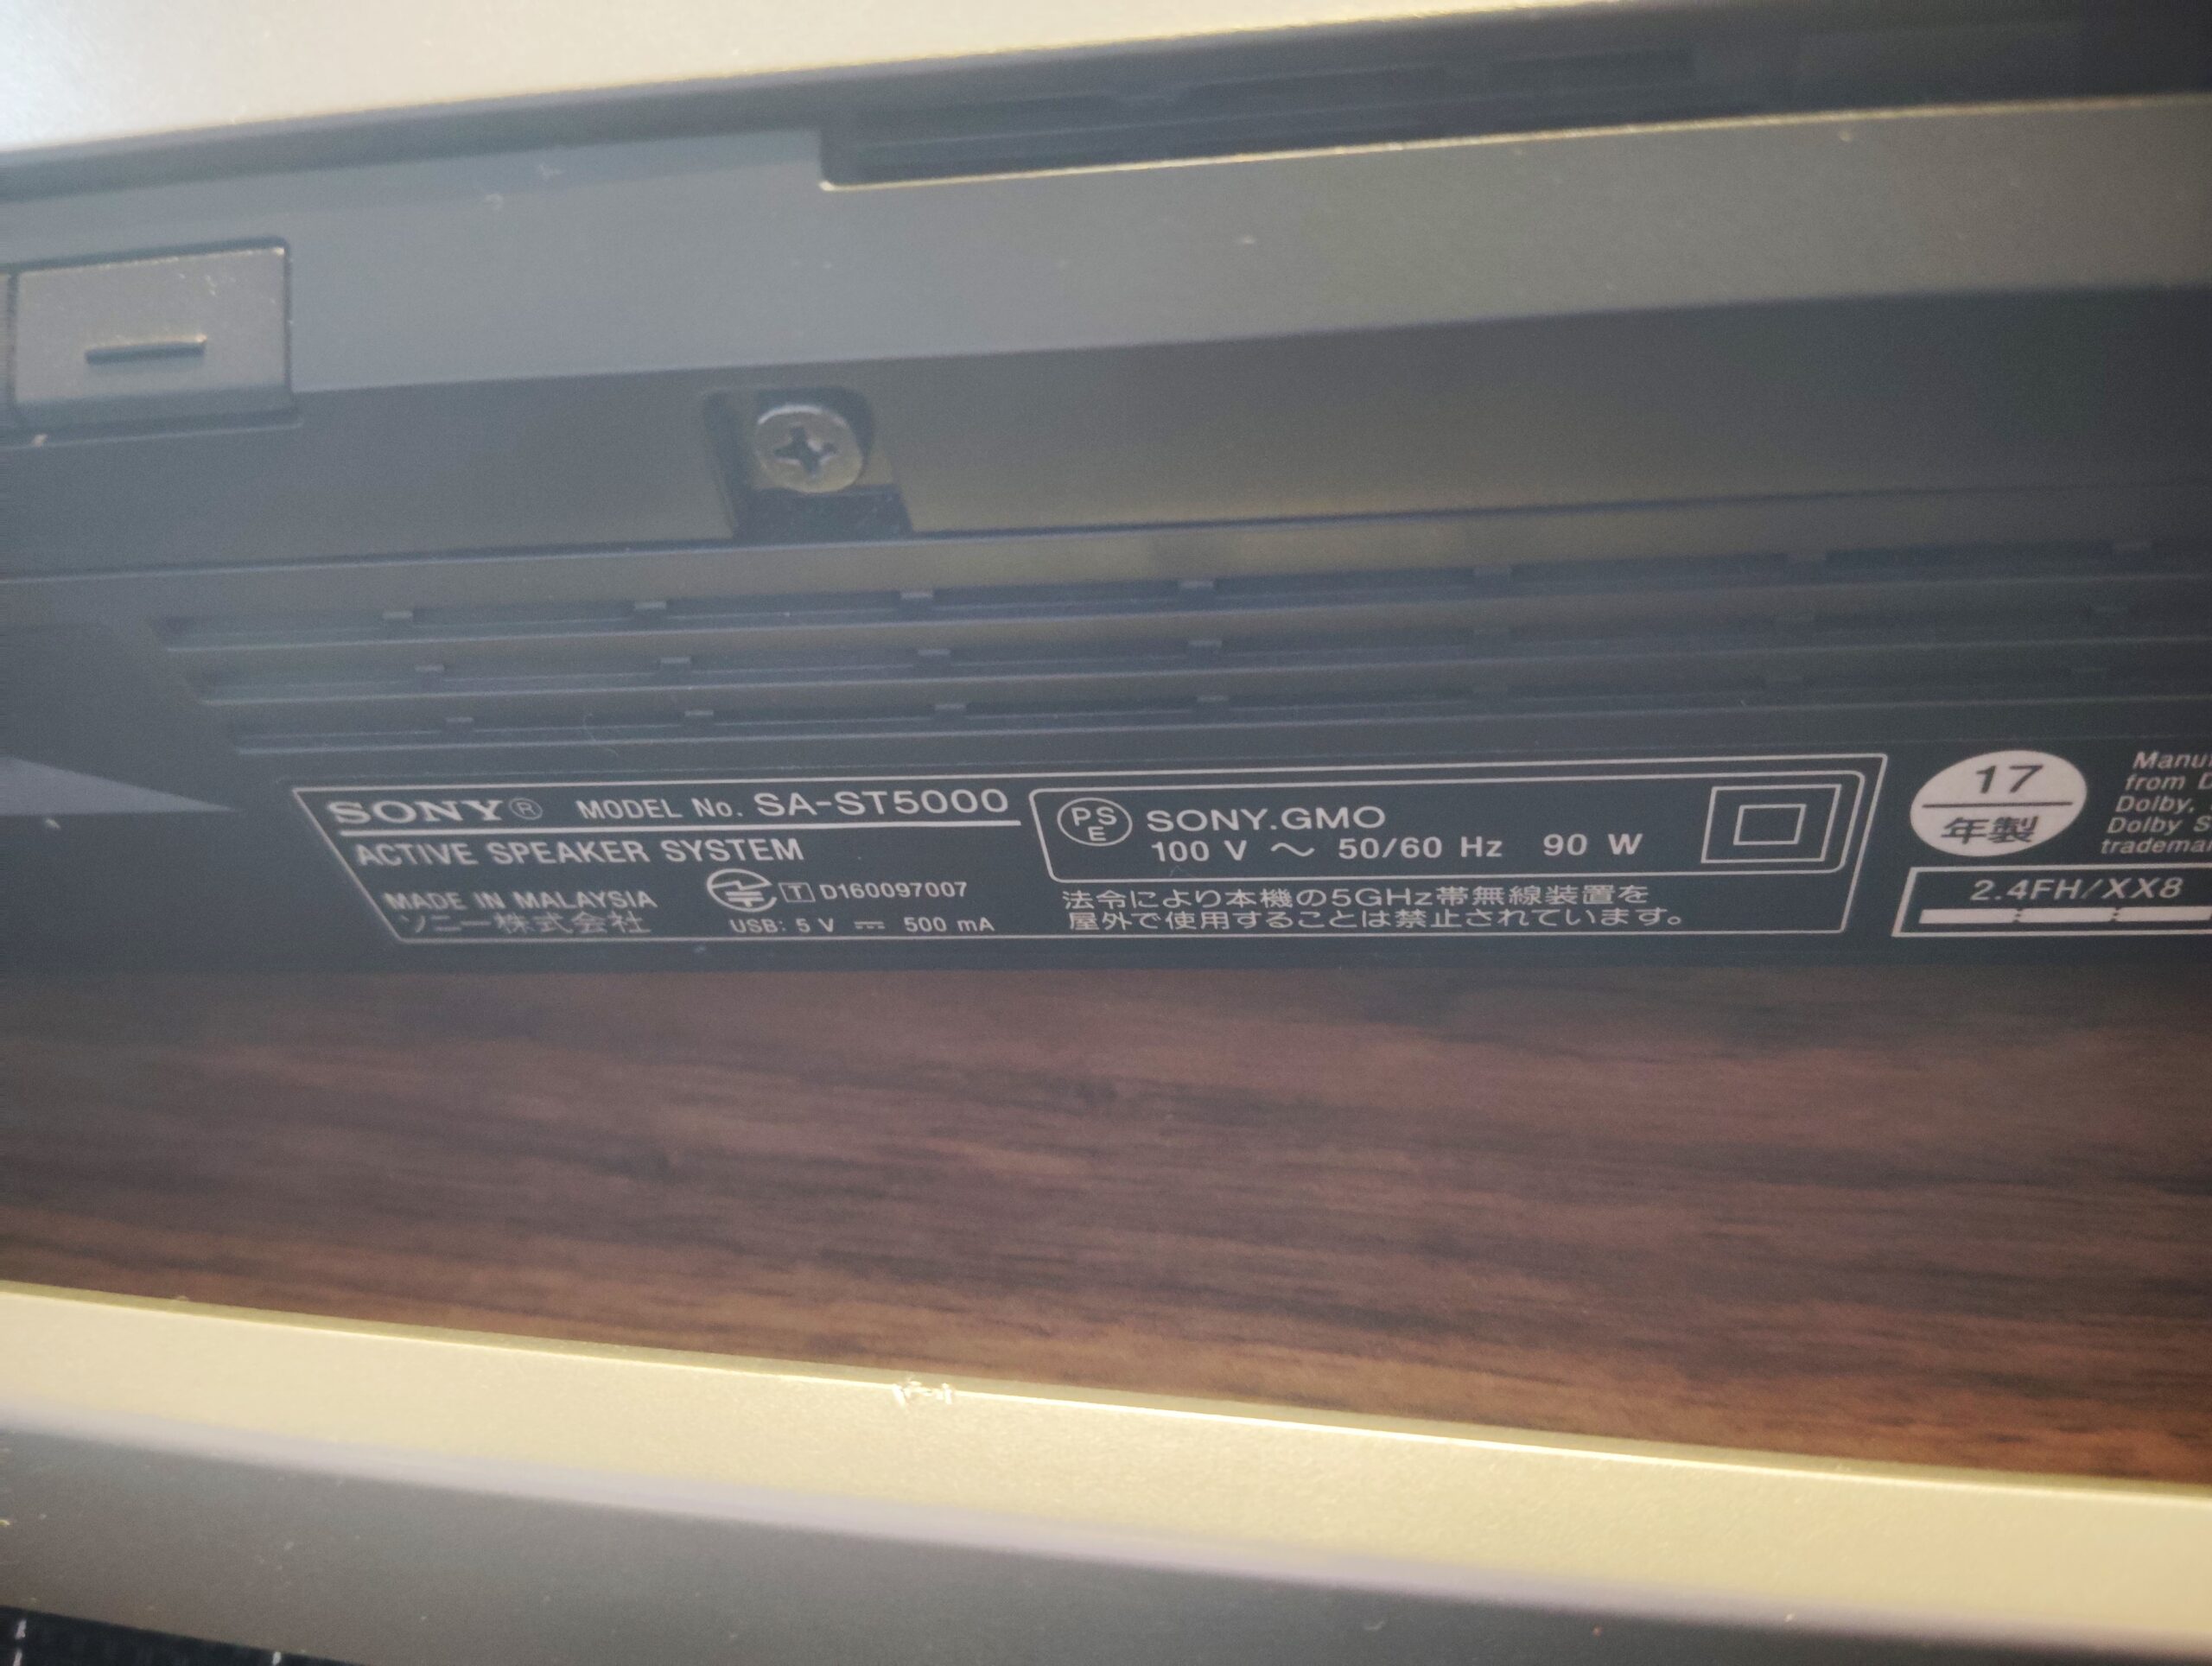 SONY® MODEL No. SA-ST5000
ACTIVE SPEAKER SYSTEM
MADE IN MALAYSIA
ソニー株式会社
T D160097007
USB: 5 V ⎓ 500 mA
PSE SONY.GMO
100 V ～ 50/60 Hz 90 W
法令により本機の5GHz帯無線装置を
屋外で使用することは禁止されています。
17
年製
from
Dolby,
Dolby
2.4FH/XX8